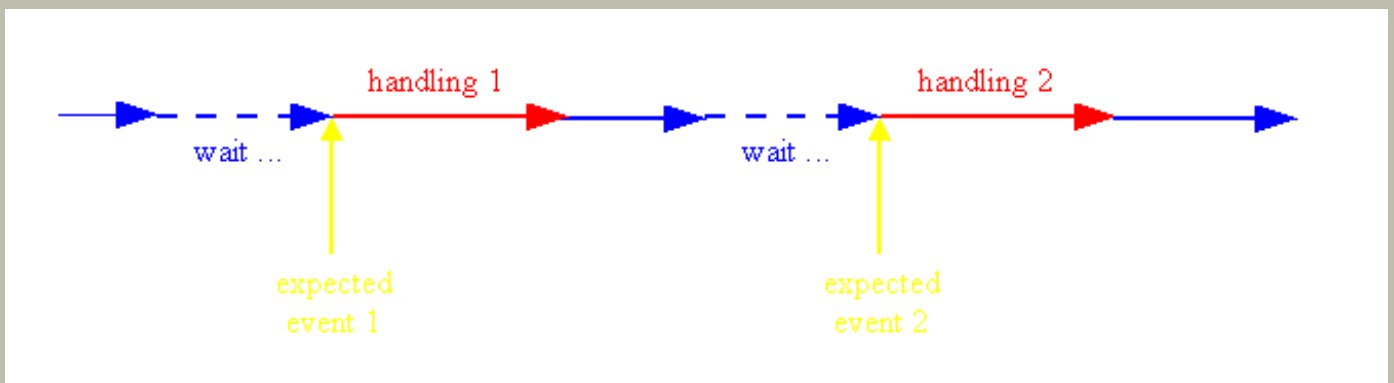 handling 1
handling 2
wait ...
wait ...
expected
event 1
expected
event 2